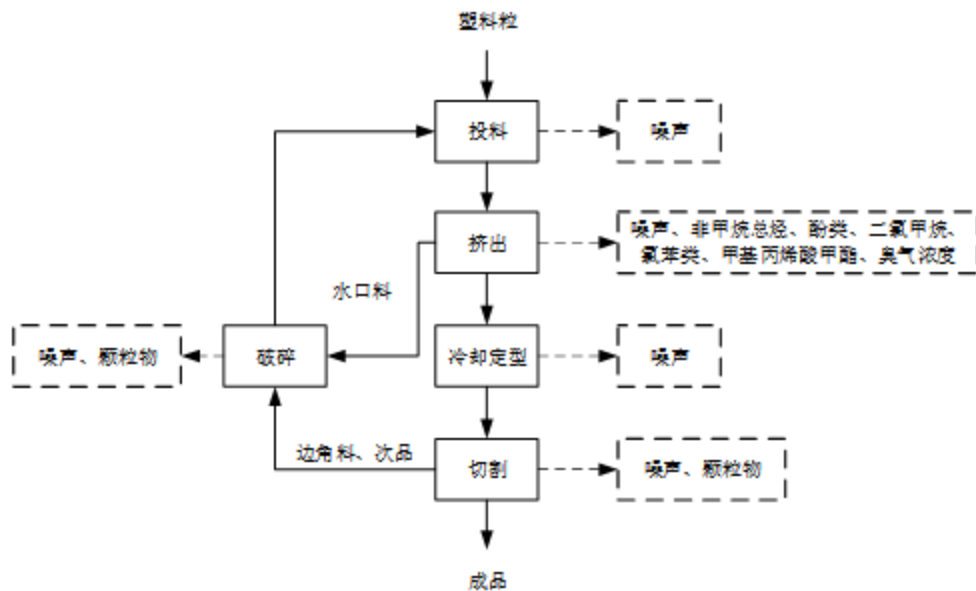 塑料粒
投料
噪声
挤出
噪声、非甲烷总烃、酚类、二氯甲烷、
氯苯类、甲基丙烯酸甲酯、臭气浓度
水口料
噪声、颗粒物
破碎
冷却定型
噪声
边角料、次品
切割
噪声、颗粒物
成品